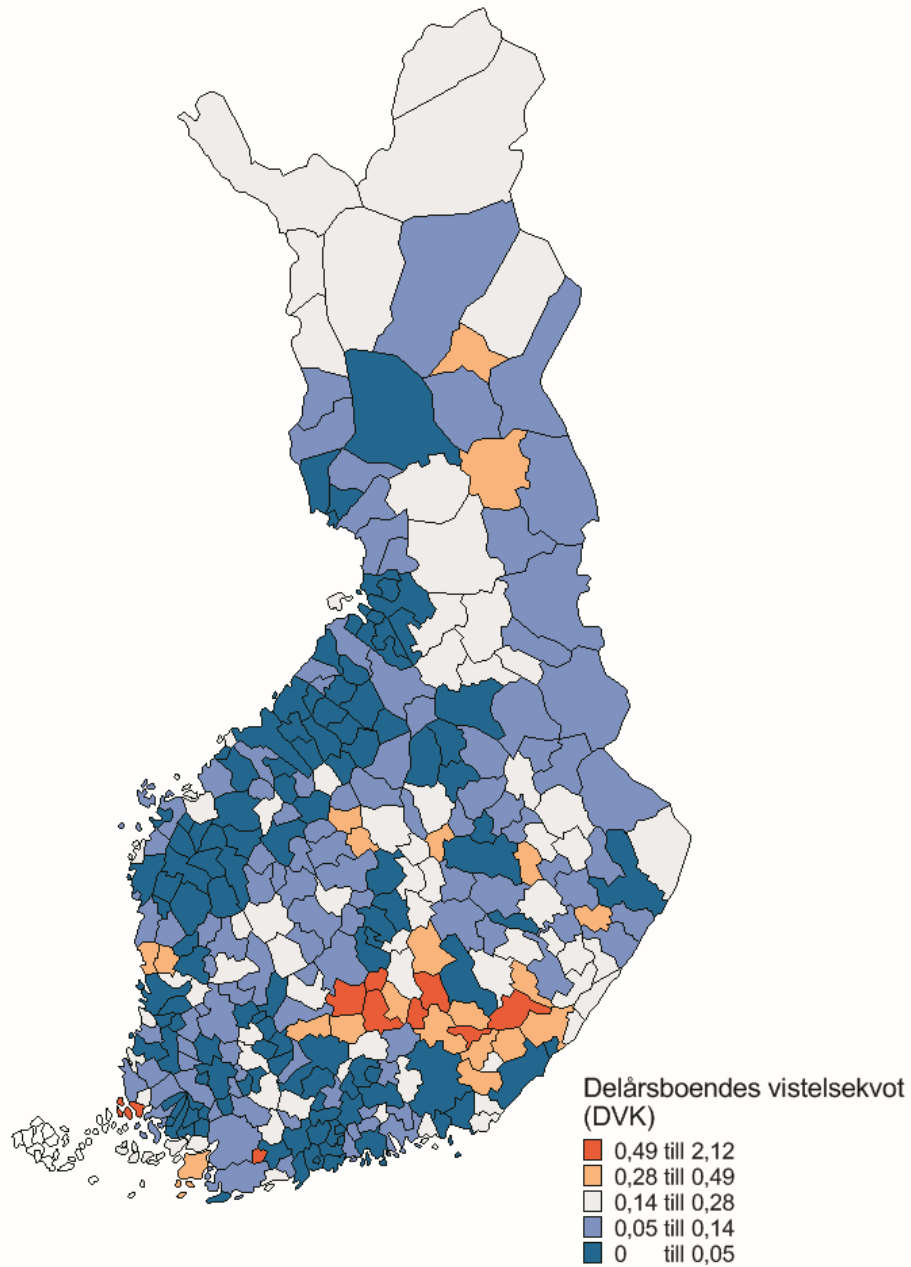 Delårsboendes vistelsekvot
(DVK)
0,49 till 2,12
0,28 till 0,49
0,14 till 0,28
0,05 till 0,14
0 till 0,05